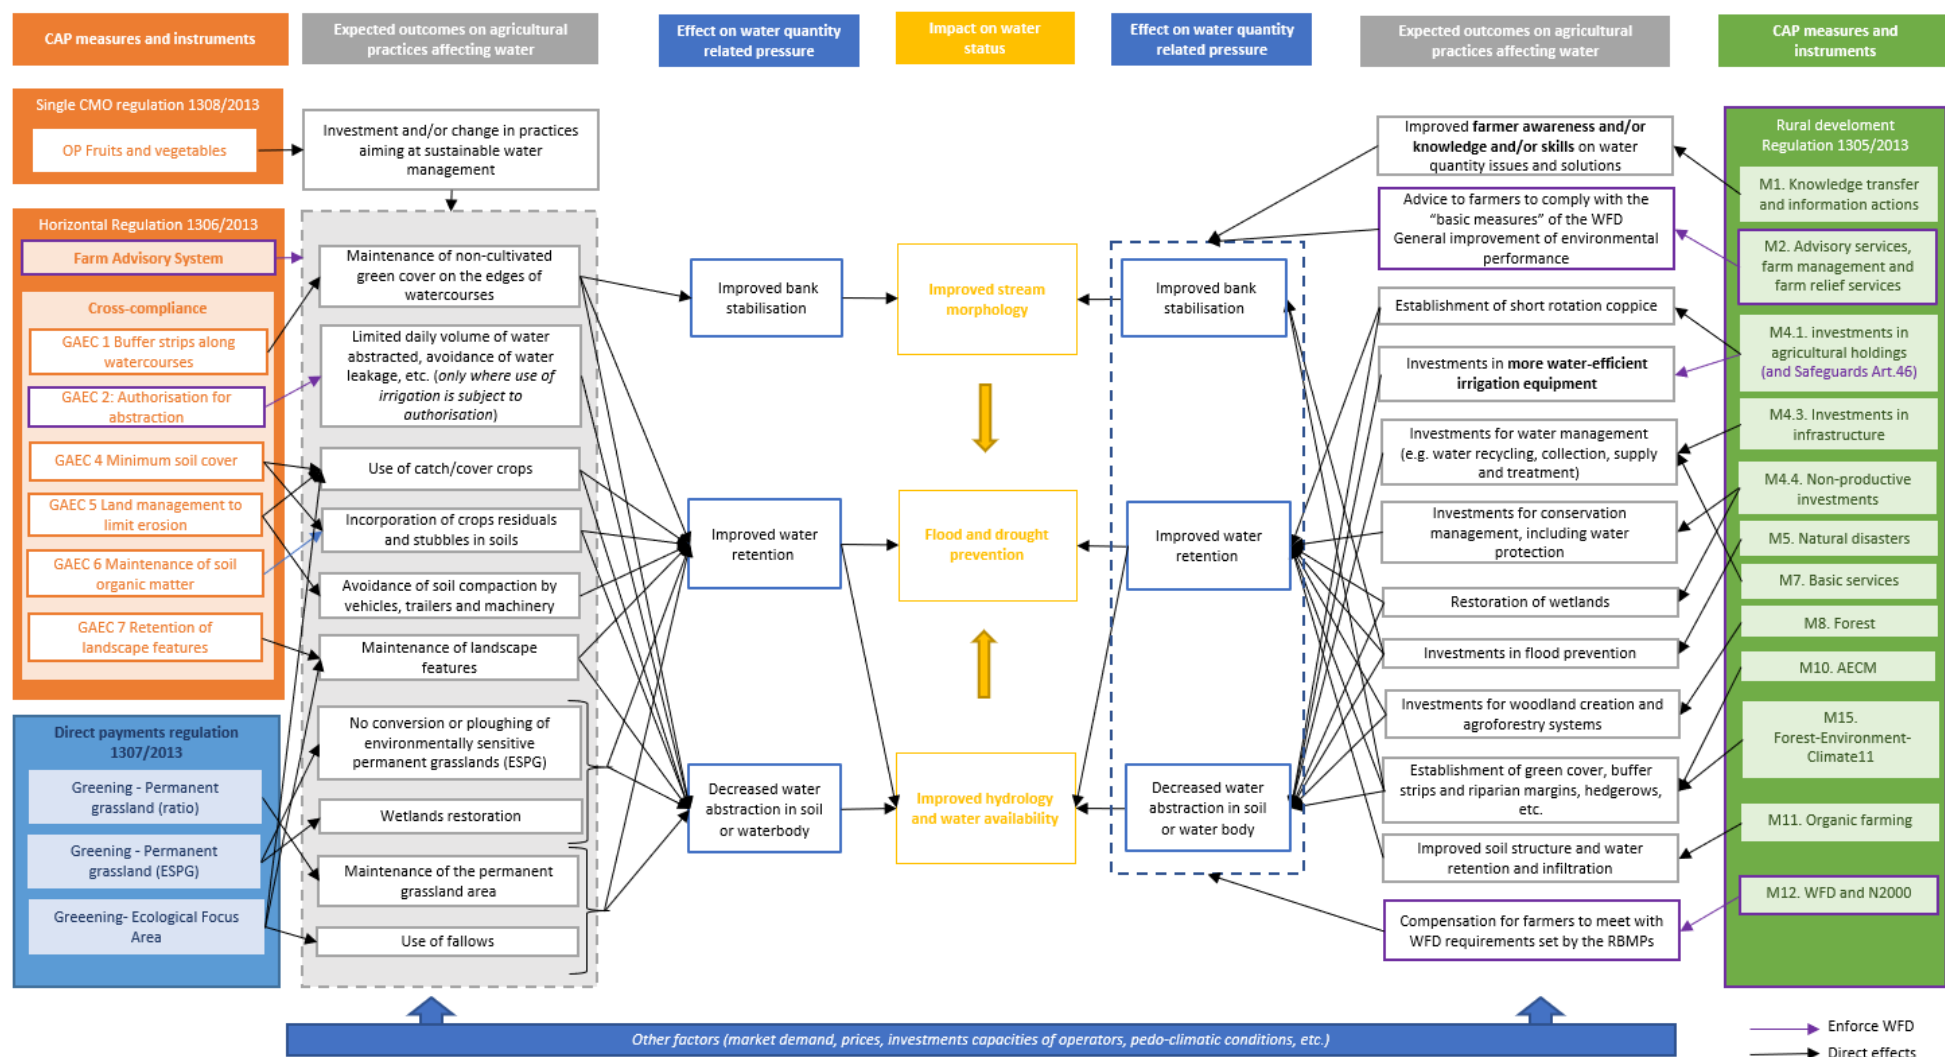 CAP measures and instruments
Expected outcomes on agricultural
practices affecting water
Effect on water quantity
related pressure
Impact on water
status
Effect on water quantity
related pressure
Expected outcomes on agricultural
practices affecting water
CAP measures and
instruments
Single CMO regulation 1308/2013
OP Fruits and vegetables
Horizontal Regulation 1306/2013
Farm Advisory System
Cross-compliance
GAEC 1 Buffer strips along
watercourses
GAEC 2: Authorisation for
abstraction
GAEC 4 Minimum soil cover
GAEC 5 Land management to
limit erosion
GAEC 6 Maintenance of soil
organic matter
GAEC 7 Retention of
landscape features
Direct payments regulation
1307/2013
Greening - Permanent
grassland (ratio)
Greening - Permanent
grassland (ESPG)
Greeening- Ecological Focus
Area
Investment and/or change in practices
aiming at sustainable water
management
Maintenance of non-cultivated
green cover on the edges of
watercourses
Limited daily volume of water
abstracted, avoidance of water
leakage, etc. (only where use of
irrigation is subject to
authorisation)
Use of catch/cover crops
Incorporation of crops residuals
and stubbles in soils
Avoidance of soil compaction by
vehicles, trailers and machinery
Maintenance of landscape
features
No conversion or ploughing of
environmentally sensitive
permanent grasslands (ESPG)
Wetlands restoration
Maintenance of the permanent
grassland area
Use of fallows
Improved bank
stabilisation
Improved water
retention
Decreased water
abstraction in soil
or waterbody
Improved stream
morphology
Flood and drought
prevention
Improved hydrology
and water availability
Improved bank
stabilisation
Improved water
retention
Decreased water
abstraction in soil
or water body
Improved farmer awareness and/or
knowledge and/or skills on water
quantity issues and solutions
Advice to farmers to comply with the
“basic measures” of the WFD
General improvement of environmental
performance
Establishment of short rotation coppice
Investments in more water-efficient
irrigation equipment
Investments for water management
(e.g. water recycling, collection, supply
and treatment)
Investments for conservation
management, including water
protection
Restoration of wetlands
Investments in flood prevention
Investments for woodland creation and
agroforestry systems
Establishment of green cover, buffer
strips and riparian margins, hedgerows,
etc.
Improved soil structure and water
retention and infiltration
Compensation for farmers to meet with
WFD requirements set by the RBMPs
Rural develoment
Regulation 1305/2013
M1. Knowledge transfer
and information actions
M2. Advisory services,
farm management and
farm relief services
M4.1. investments in
agricultural holdings
(and Safeguards Art.46)
M4.3. Investments in
infrastructure
M4.4. Non-productive
investments
M5. Natural disasters
M7. Basic services
M8. Forest
M10. AECM
M15.
Forest-Environment-
Climate11
M11. Organic farming
M12. WFD and N2000
Other factors (market demand, prices, investments capacities of operators, pedo-climatic conditions, etc.)
Enforce WFD
Direct effects